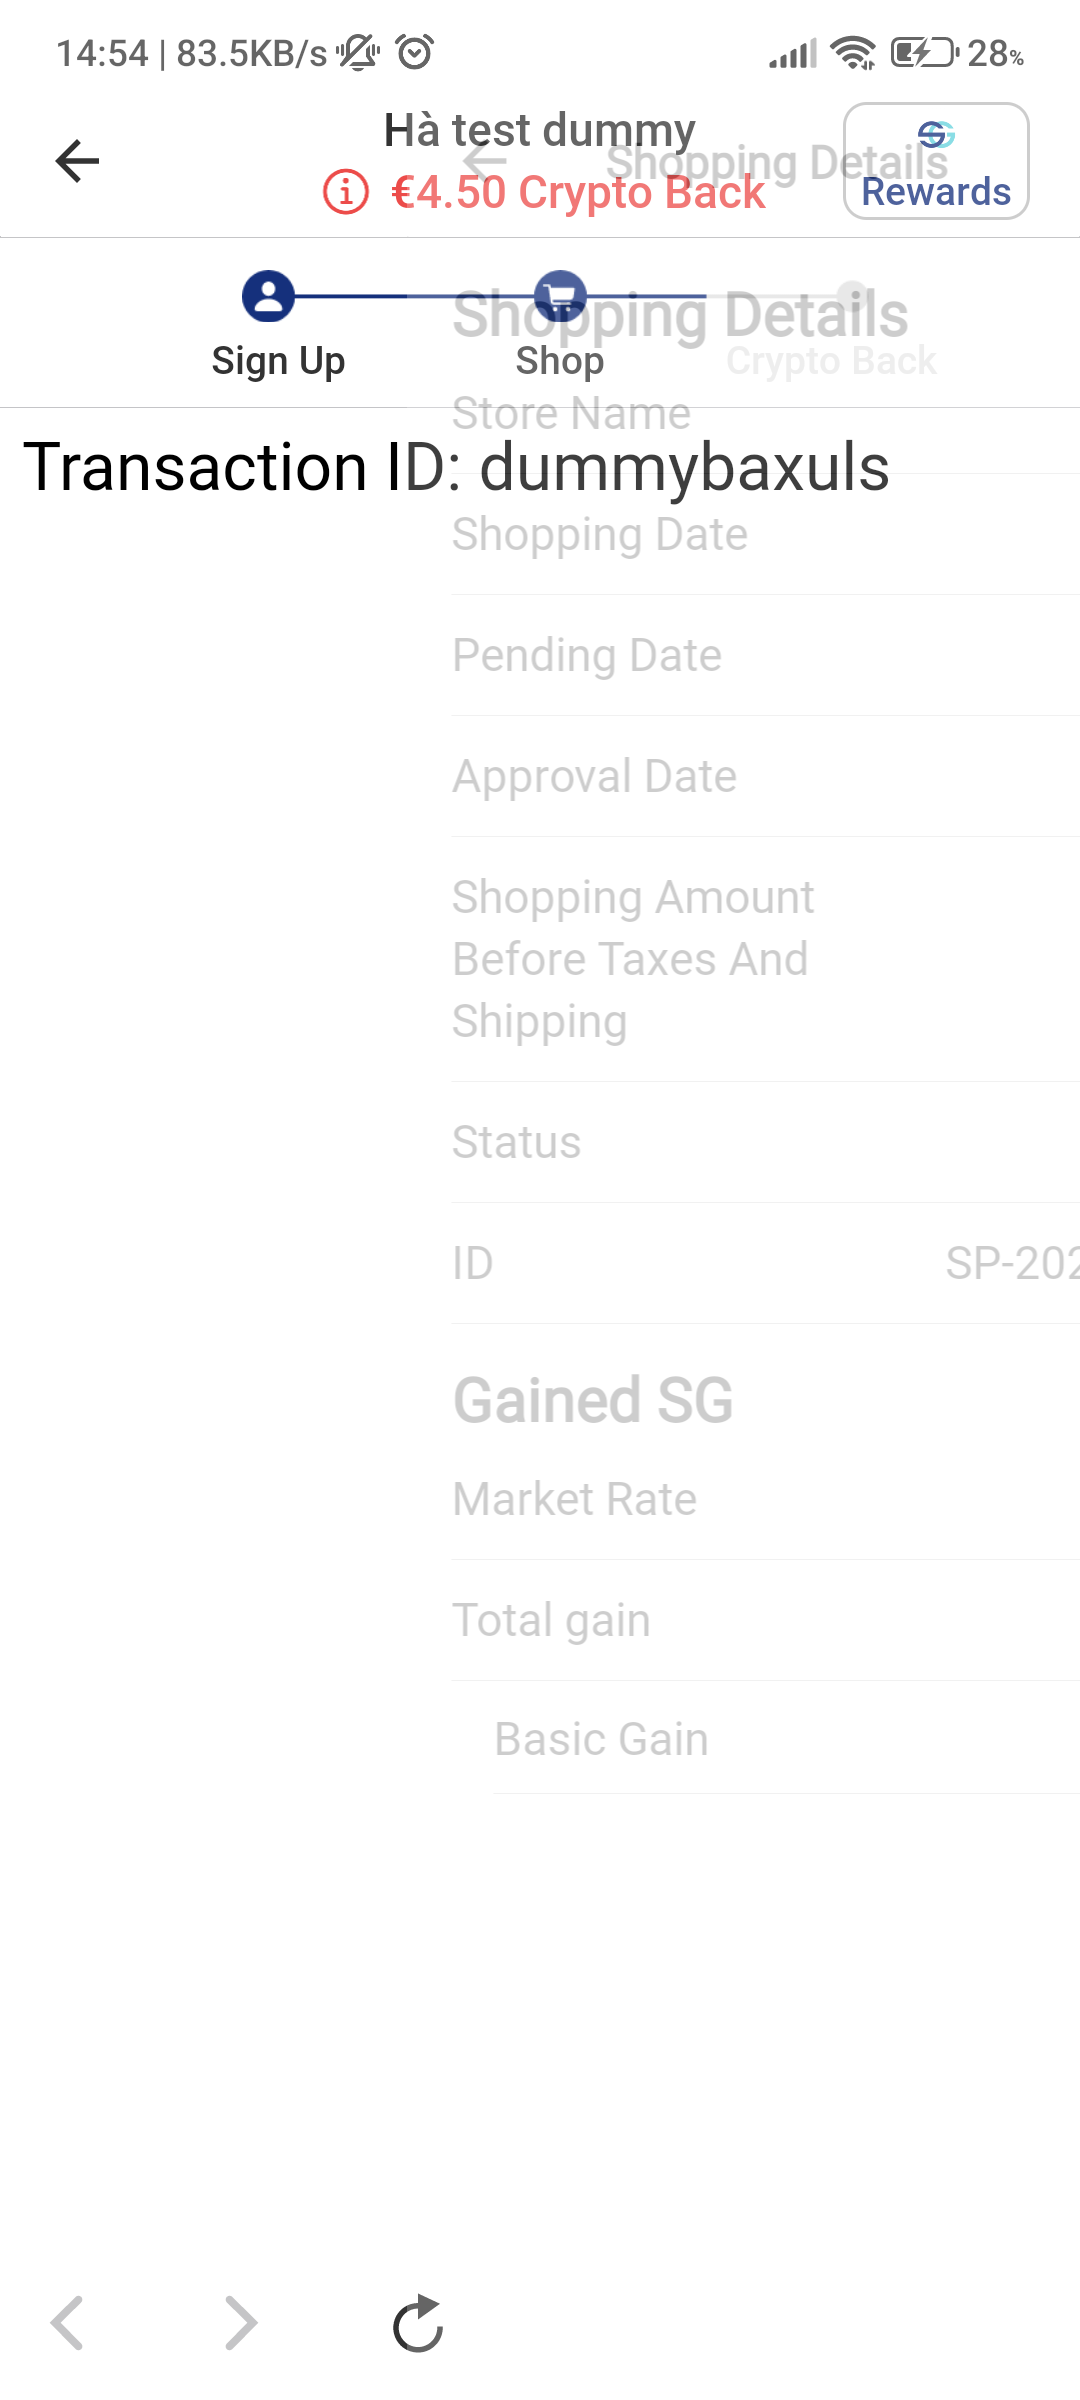 14:54 | 83.5KB/s 28%
Hà test dummy
Shopping Details
€4.50 Crypto Back
Rewards
Shopping Details
Sign Up Shop Crypto Back
Store Name
Transaction ID: dummybaxuls
Shopping Date
Pending Date
Approval Date
Shopping Amount
Before Taxes And
Shipping
Status
ID SP-202
Gained SG
Market Rate
Total gain
Basic Gain